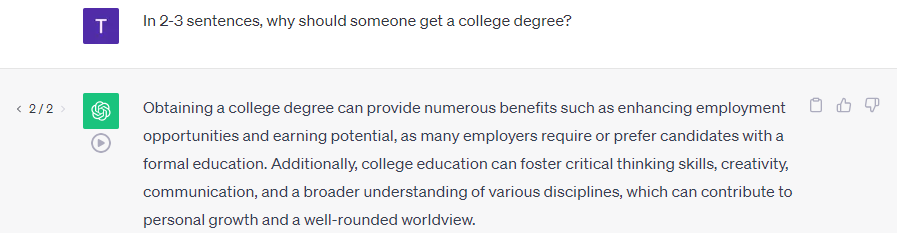 T
In 2-3 sentences, why should someone get a college degree?
< 2 / 2 >
Obtaining a college degree can provide numerous benefits such as enhancing employment
opportunities and earning potential, as many employers require or prefer candidates with a
formal education. Additionally, college education can foster critical thinking skills, creativity,
communication, and a broader understanding of various disciplines, which can contribute to
personal growth and a well-rounded worldview.